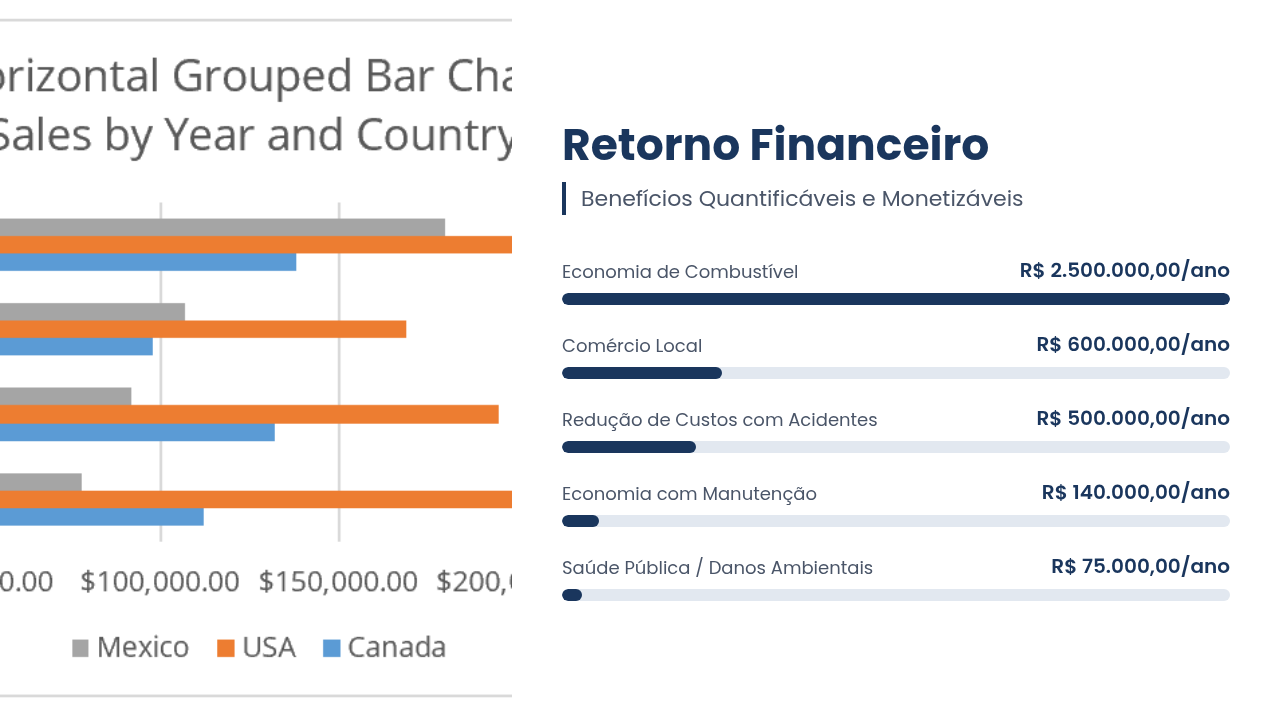 orizontal Grouped Bar Cha
Sales by Year and Country
0.00 $100,000.00 $150,000.00 $200,
Mexico USA Canada
Retorno Financeiro
Benefícios Quantificáveis e Monetizáveis
Economia de Combustível R$ 2.500.000,00/ano
Comércio Local R$ 600.000,00/ano
Redução de Custos com Acidentes R$ 500.000,00/ano
Economia com Manutenção R$ 140.000,00/ano
Saúde Pública / Danos Ambientais R$ 75.000,00/ano